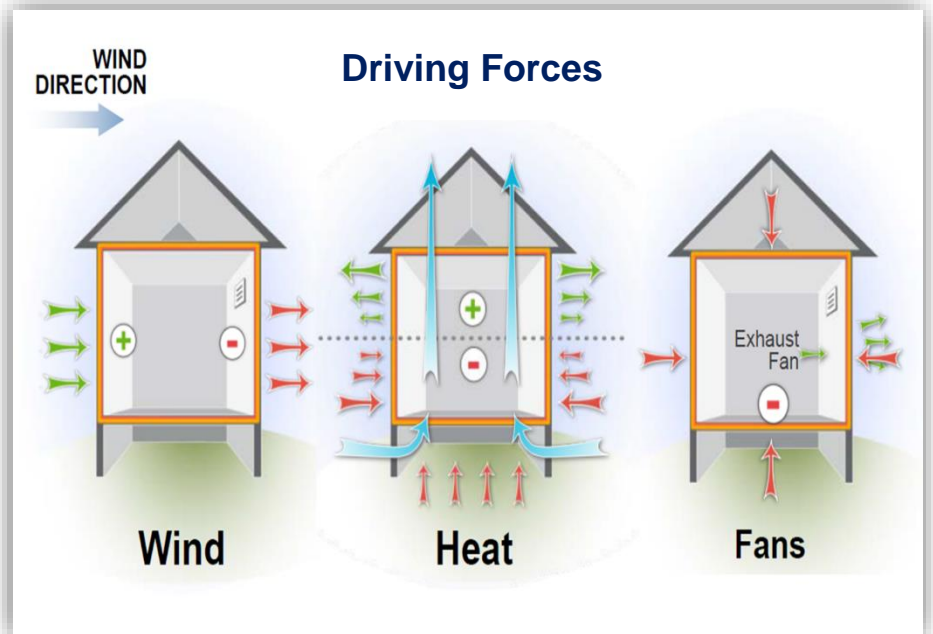 WIND
DIRECTION
Driving Forces
+
-
+
-
Exhaust
Fan
-
Wind
Heat
Fans